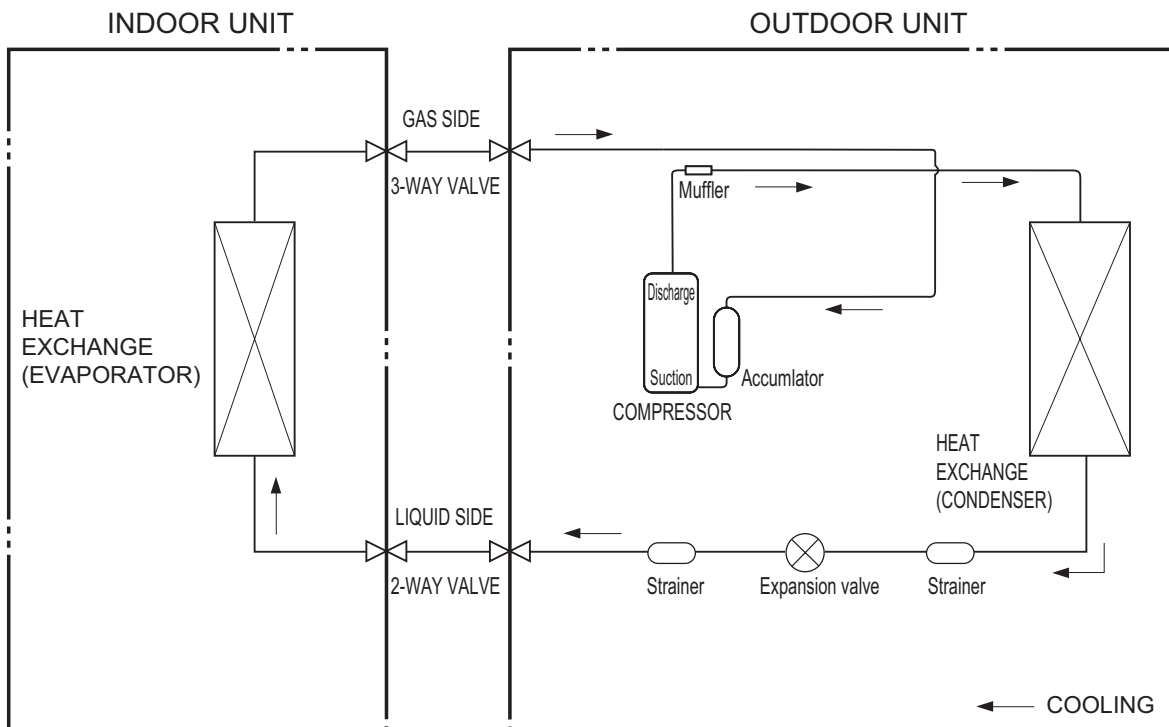 INDOOR UNIT
OUTDOOR UNIT
GAS SIDE
3-WAY VALVE
Muffler
HEAT
EXCHANGE
(EVAPORATOR)
Discharge
Suction
Accumlator
COMPRESSOR
HEAT
EXCHANGE
(CONDENSER)
LIQUID SIDE
2-WAY VALVE
Strainer
Expansion valve
Strainer
COOLING